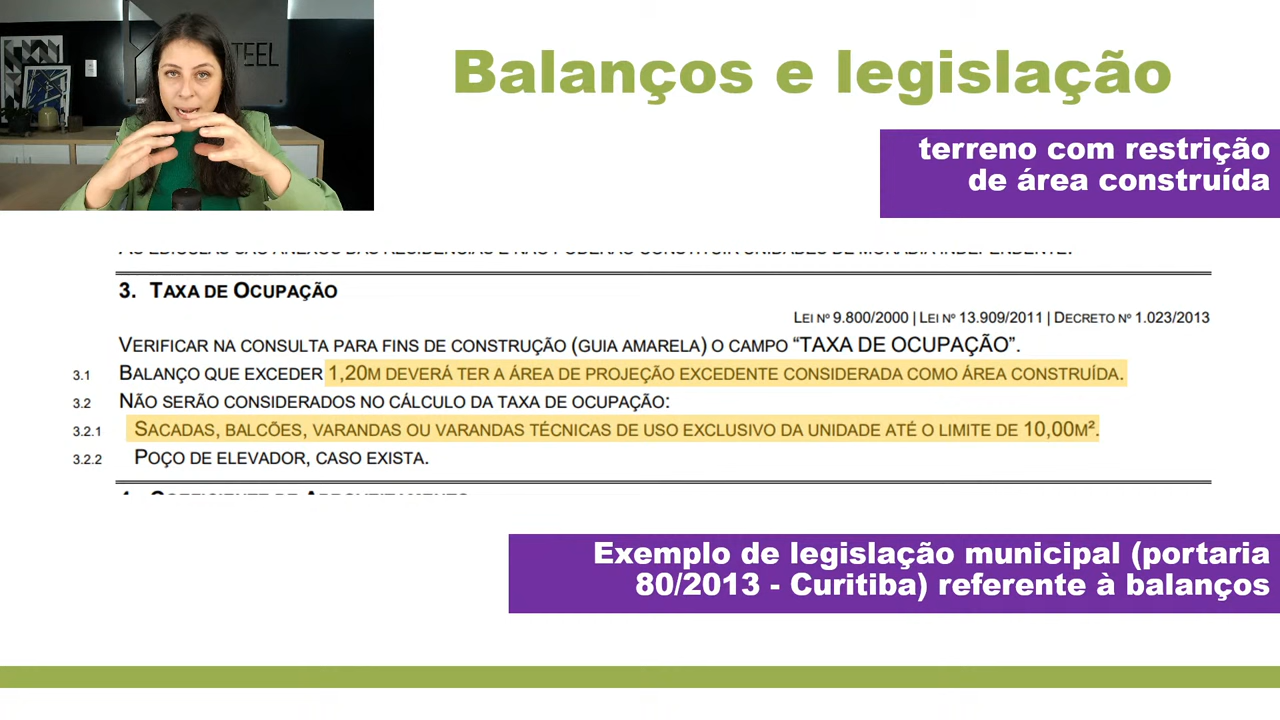 TEEL
Balanços e legislação
terreno com restrição
de área construída
3. TAXA DE OCUPAÇÃO
LEI Nº 9.800/2000 | LEI Nº 13.909/2011 | DECRETO Nº 1.023/2013
VERIFICAR NA CONSULTA PARA FINS DE CONSTRUÇÃO (GUIA AMARELA) O CAMPO “TAXA DE OCUPAÇÃO”.
3.1 BALANÇO QUE EXCEDER 1,20M DEVERÁ TER A ÁREA DE PROJEÇÃO EXCEDENTE CONSIDERADA COMO ÁREA CONSTRUÍDA.
3.2 NÃO SERÃO CONSIDERADOS NO CÁLCULO DA TAXA DE OCUPAÇÃO:
3.2.1 SACADAS, BALCÕES, VARANDAS OU VARANDAS TÉCNICAS DE USO EXCLUSIVO DA UNIDADE ATÉ O LIMITE DE 10,00M².
3.2.2 POÇO DE ELEVADOR, CASO EXISTA.
Exemplo de legislação municipal (portaria
80/2013 - Curitiba) referente à balanços